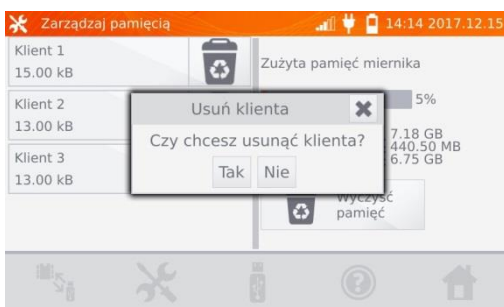 Zarządzaj pamięcią
14:14 2017.12.15
Klient 1
15.00 kB
Zużyta pamięć miernika
5%
Klient 2
13.00 kB
Usuń klienta
Czy chcesz usunąć klienta?
Tak Nie
7.18 GB
440.50 MB
6.75 GB
Klient 3
13.00 kB
Wyczyść
pamięć